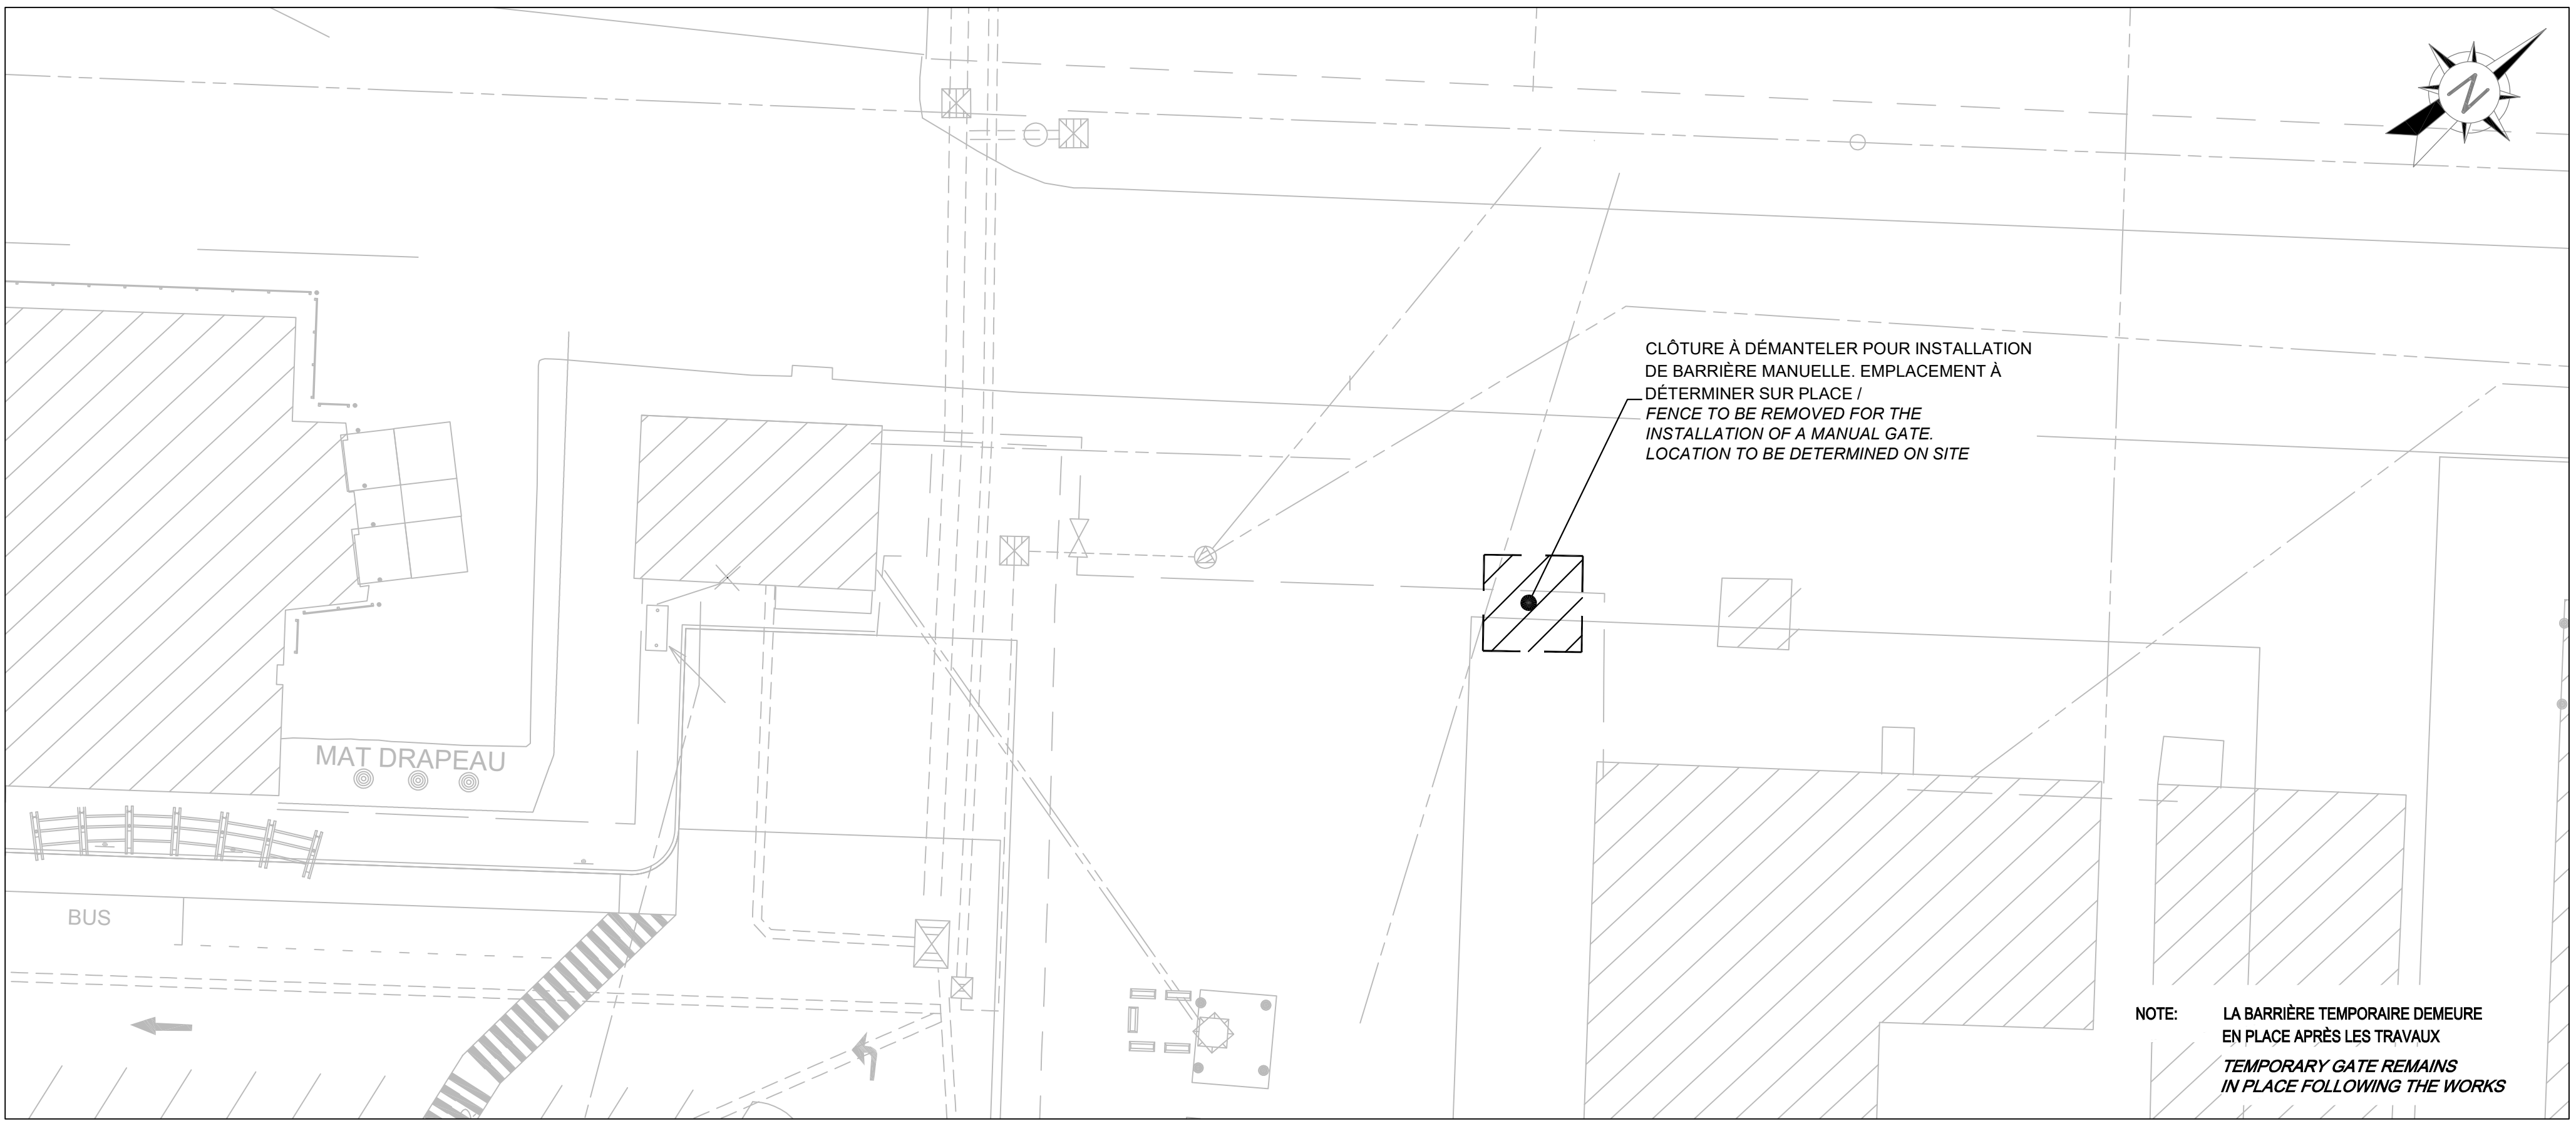 N
CLÔTURE À DÉMANTELER POUR INSTALLATION
DE BARRIÈRE MANUELLE. EMPLACEMENT À
DÉTERMINER SUR PLACE /
FENCE TO BE REMOVED FOR THE
INSTALLATION OF A MANUAL GATE.
LOCATION TO BE DETERMINED ON SITE
MAT DRAPEAU
BUS
NOTE: LA BARRIÈRE TEMPORAIRE DEMEURE
EN PLACE APRÈS LES TRAVAUX
TEMPORARY GATE REMAINS
IN PLACE FOLLOWING THE WORKS